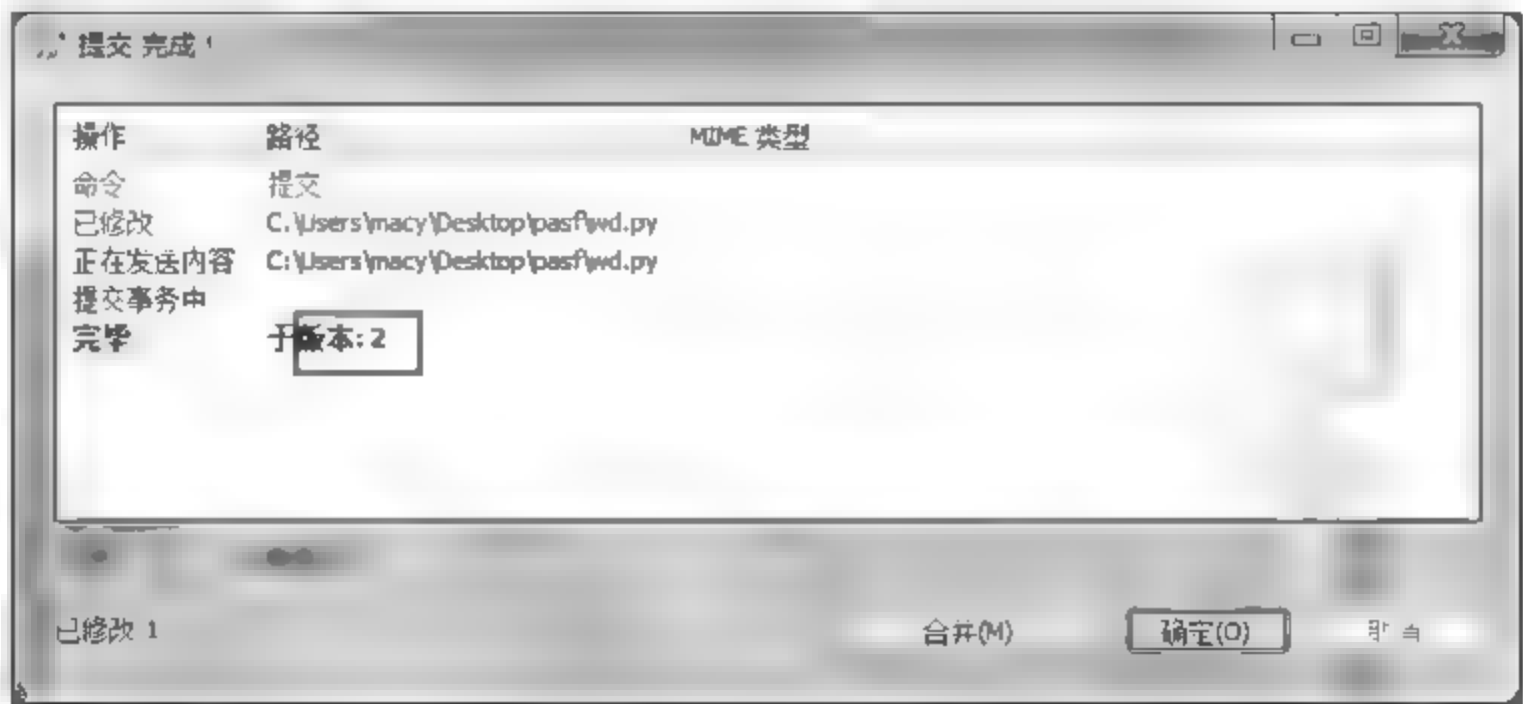 提交 完成!
操作 路径 MIME 类型
命令 提交
已修改 C:\Users\macy\Desktop\pasf\wd.py
正在发送内容 C:\Users\macy\Desktop\pasf\wd.py
提交事务中
完毕 于版本: 2
已修改 1 合并(M) 确定(O)